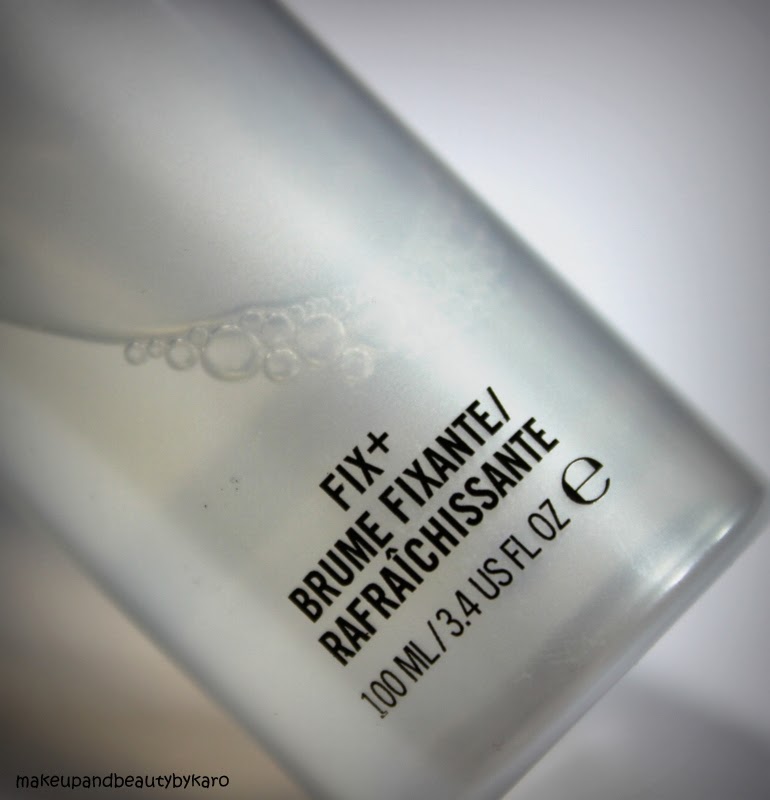 FIX+
BRUME FIXANTE/
RAFRAÎCHISSANTE
100 ML / 3.4 US FL OZ e
makeupandbeautybykaro